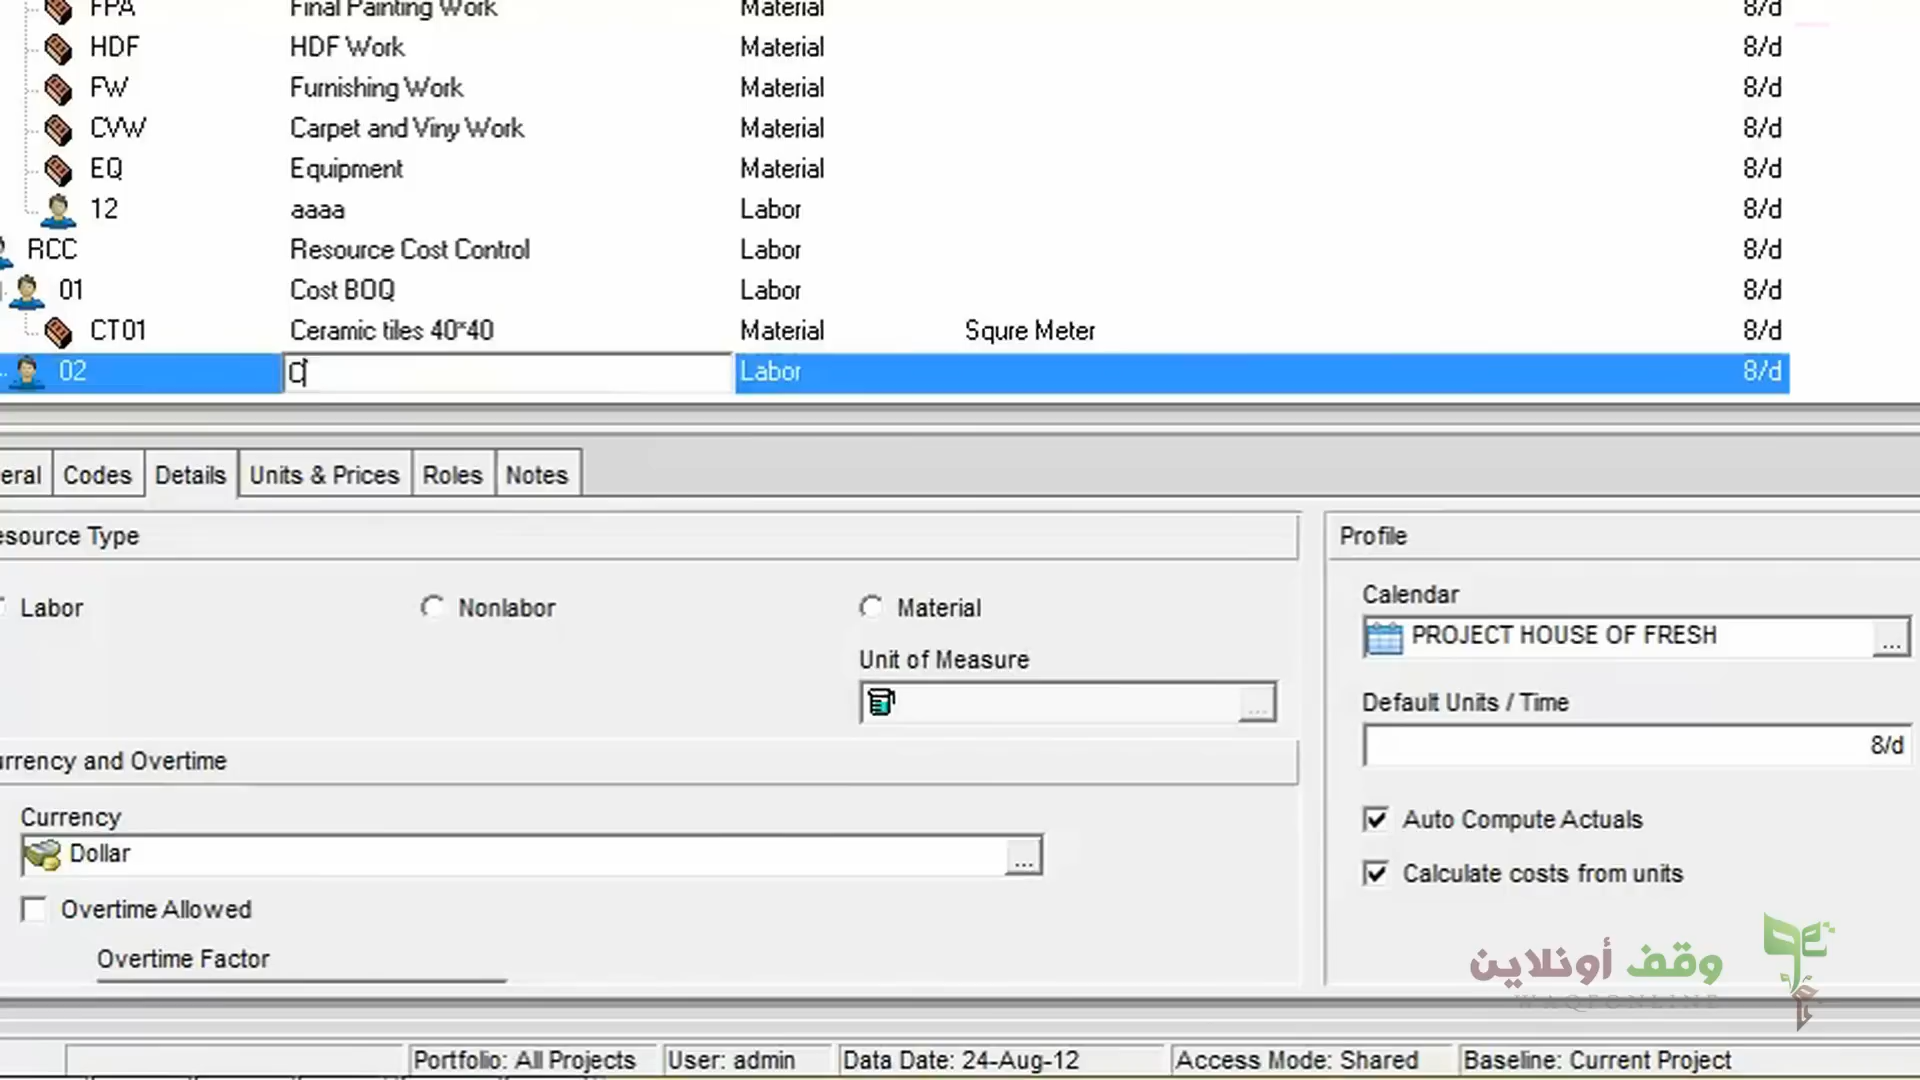 FPA Final Painting Work Material 8/d
HDF HDF Work Material 8/d
FW Furnishing Work Material 8/d
CVW Carpet and Viny Work Material 8/d
EQ Equipment Material 8/d
12 aaaa Labor 8/d
RCC Resource Cost Control Labor 8/d
01 Cost BOQ Labor 8/d
CT01 Ceramic tiles 40*40 Material Squre Meter 8/d
02 C Labor 8/d
eral Codes Details Units & Prices Roles Notes
esource Type
Profile
Labor Nonlabor Material
Calendar
PROJECT HOUSE OF FRESH ...
Unit of Measure
...
Default Units / Time
8/d
urrency and Overtime
Currency
Dollar ...
Auto Compute Actuals
Calculate costs from units
Overtime Allowed
Overtime Factor
وقف أونلاين
WAQFONLINE
Portfolio: All Projects User: admin Data Date: 24-Aug-12 Access Mode: Shared Baseline: Current Project